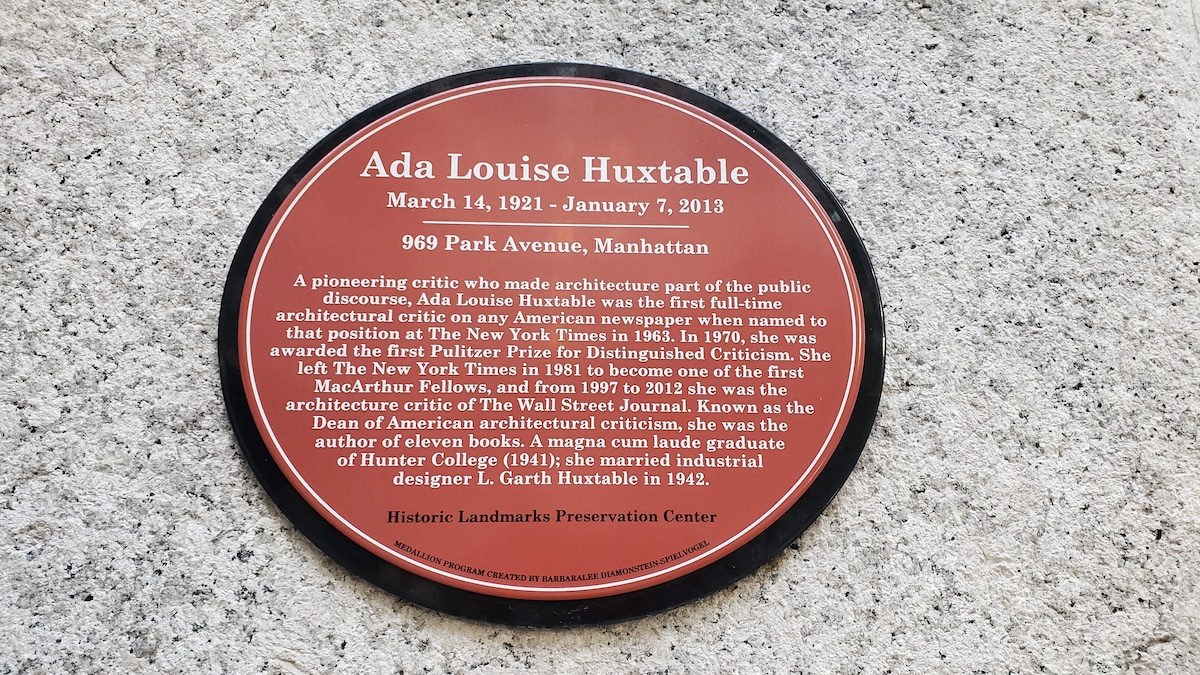 Ada Louise Huxtable
March 14, 1921 - January 7, 2013
969 Park Avenue, Manhattan
A pioneering critic who made architecture part of the public
discourse, Ada Louise Huxtable was the first full-time
architectural critic on any American newspaper when named to
that position at The New York Times in 1963. In 1970, she was
awarded the first Pulitzer Prize for Distinguished Criticism. She
left The New York Times in 1981 to become one of the first
MacArthur Fellows, and from 1997 to 2012 she was the
architecture critic of The Wall Street Journal. Known as the
Dean of American architectural criticism, she was the
author of eleven books. A magna cum laude graduate
of Hunter College (1941); she married industrial
designer L. Garth Huxtable in 1942.
Historic Landmarks Preservation Center
MEDALLION PROGRAM CREATED BY BARBARALEE DIAMONSTEIN-SPIELVOGEL